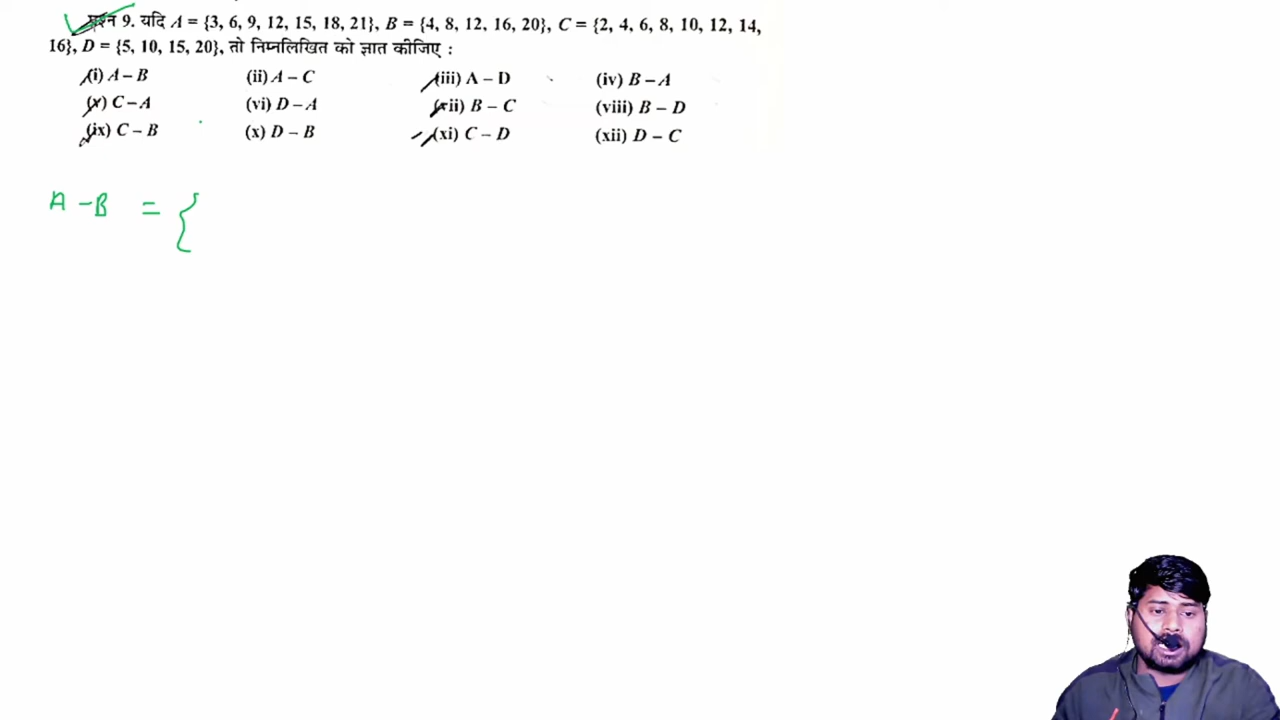 प्रश्न 9. यदि A = {3, 6, 9, 12, 15, 18, 21}, B = {4, 8, 12, 16, 20}, C = {2, 4, 6, 8, 10, 12, 14,
16}, D = {5, 10, 15, 20}, तो निम्नलिखित को ज्ञात कीजिए :
(i) A – B (ii) A – C (iii) A – D (iv) B – A
(v) C – A (vi) D – A (vii) B – C (viii) B – D
(ix) C – B (x) D – B (xi) C – D (xii) D – C
A - B = {